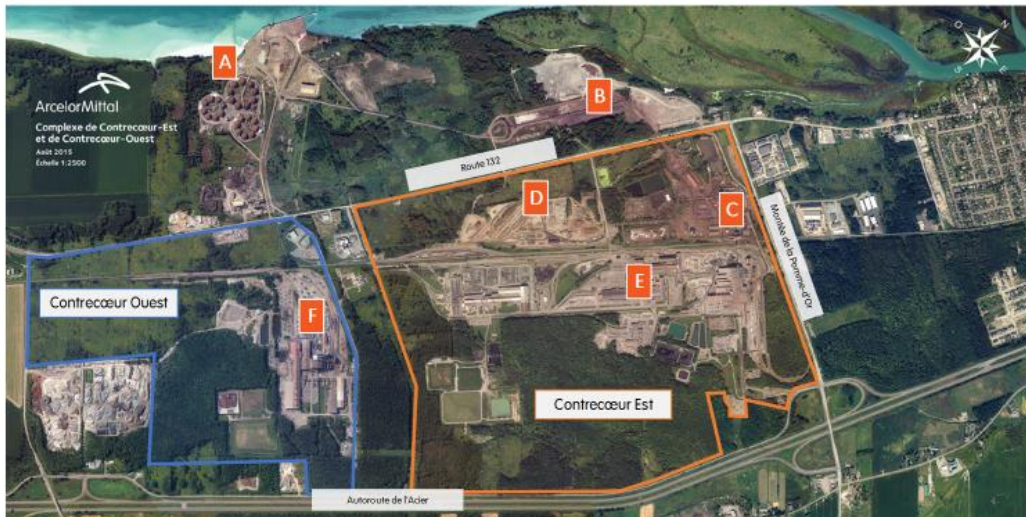 A
O
N
S
E
ArcelorMittal
Complexe de Contrecœur-Est
et de Contrecœur-Ouest
Août 2015
Échelle 1:2500
B
Route 132
D
C
Montée de la Pomme-d'Or
E
Contrecœur Ouest
F
Contrecœur Est
Autoroute de l'Acier